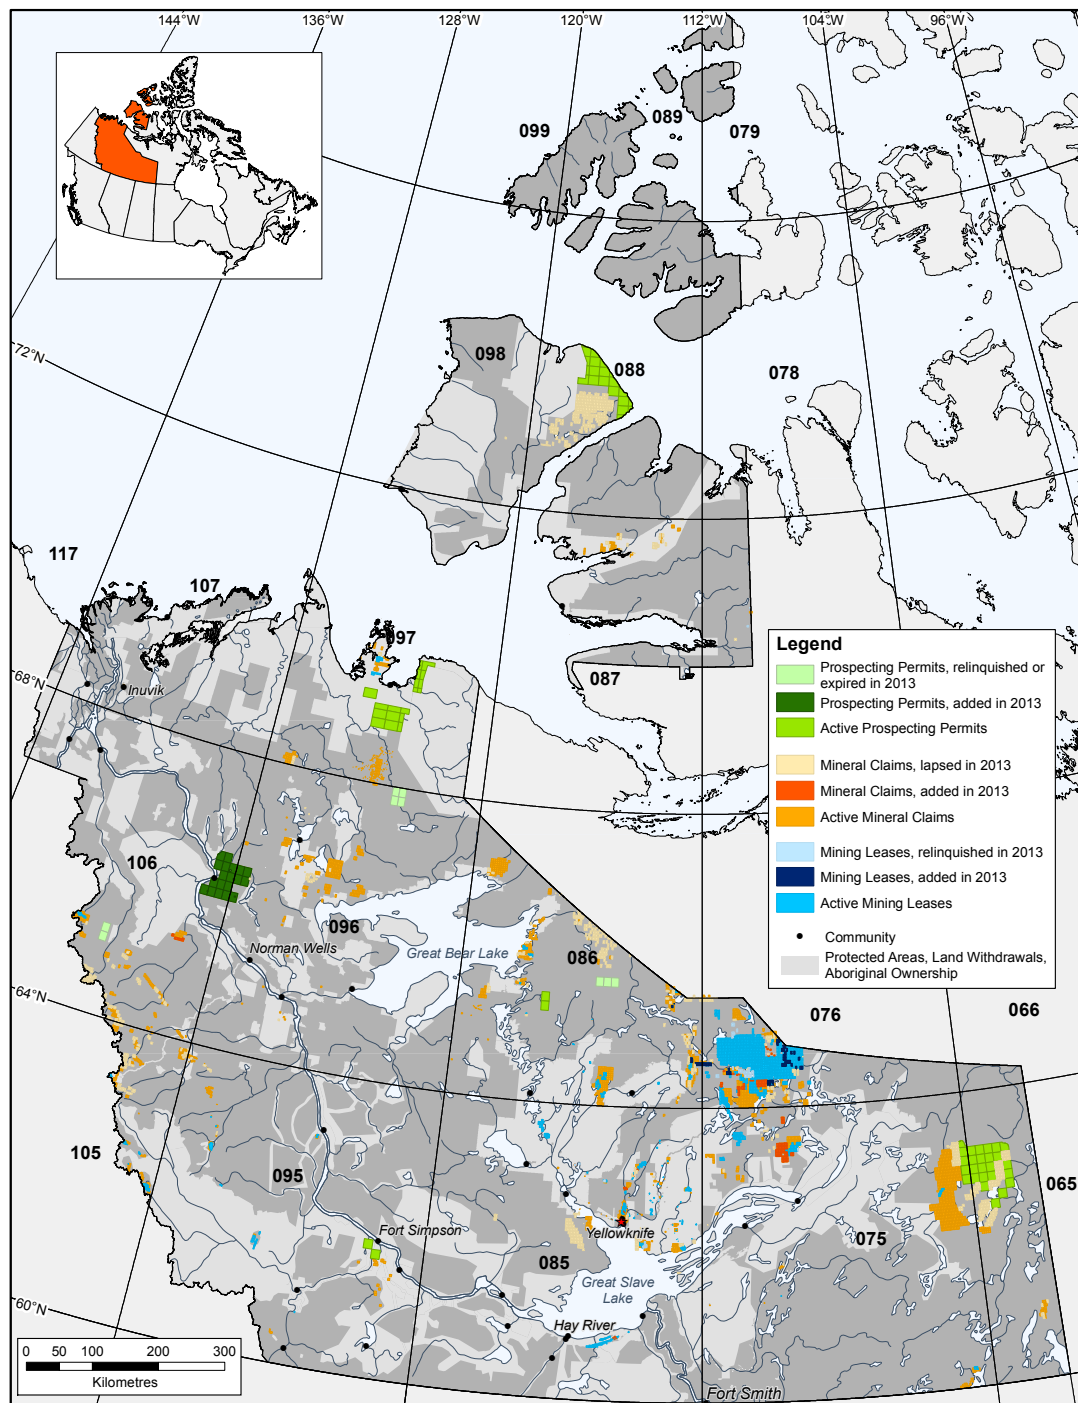 144°W
136°W
128°W
120°W
112°W
104°W
96°W
099
089
079
72°N
098
088
078
117
107
097
087
68°N
Inuvik
Legend
Prospecting Permits, relinquished or
expired in 2013
Prospecting Permits, added in 2013
Active Prospecting Permits
Mineral Claims, lapsed in 2013
Mineral Claims, added in 2013
Active Mineral Claims
Mining Leases, relinquished in 2013
Mining Leases, added in 2013
Active Mining Leases
Community
Protected Areas, Land Withdrawals,
Aboriginal Ownership
106
096
Norman Wells
Great Bear Lake
086
076
066
64°N
105
095
065
Fort Simpson
Yellowknife
085
075
Great Slave
Lake
60°N
Hay River
Fort Smith
0 50 100 200 300
Kilometres